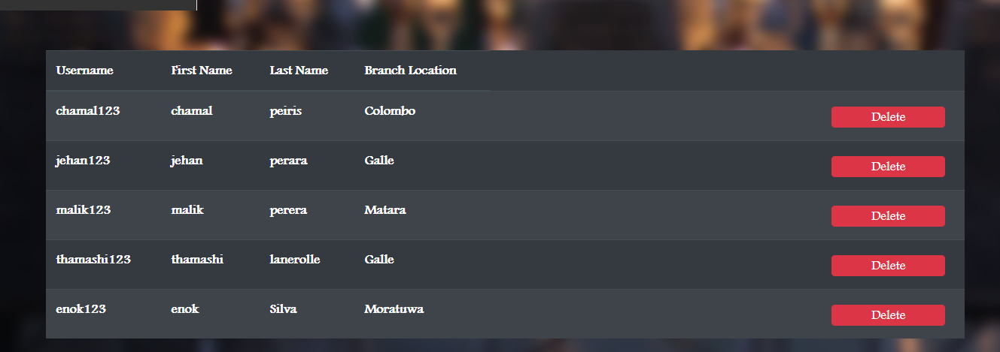 Username First Name Last Name Branch Location
chamal123 chamal peiris Colombo Delete
jehan123 jehan perara Galle Delete
malik123 malik perera Matara Delete
thamashi123 thamashi lanerolle Galle Delete
enok123 enok Silva Moratuwa Delete